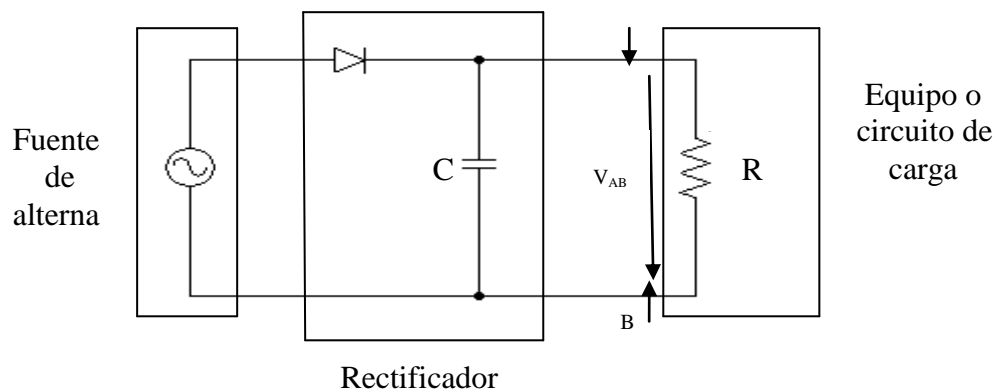 Fuente
de
alterna
C
V_AB
R
Equipo o
circuito de
carga
B
Rectificador